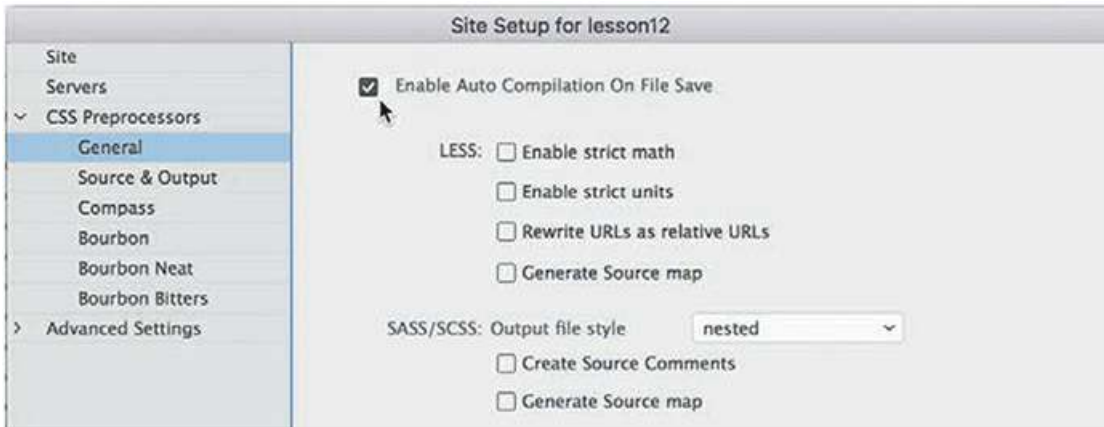 Site Setup for lesson12
Site
Servers
CSS Preprocessors
General
Source & Output
Compass
Bourbon
Bourbon Neat
Bourbon Bitters
Advanced Settings
Enable Auto Compilation On File Save
LESS: Enable strict math
Enable strict units
Rewrite URLs as relative URLs
Generate Source map
SASS/SCSS: Output file style nested
Create Source Comments
Generate Source map